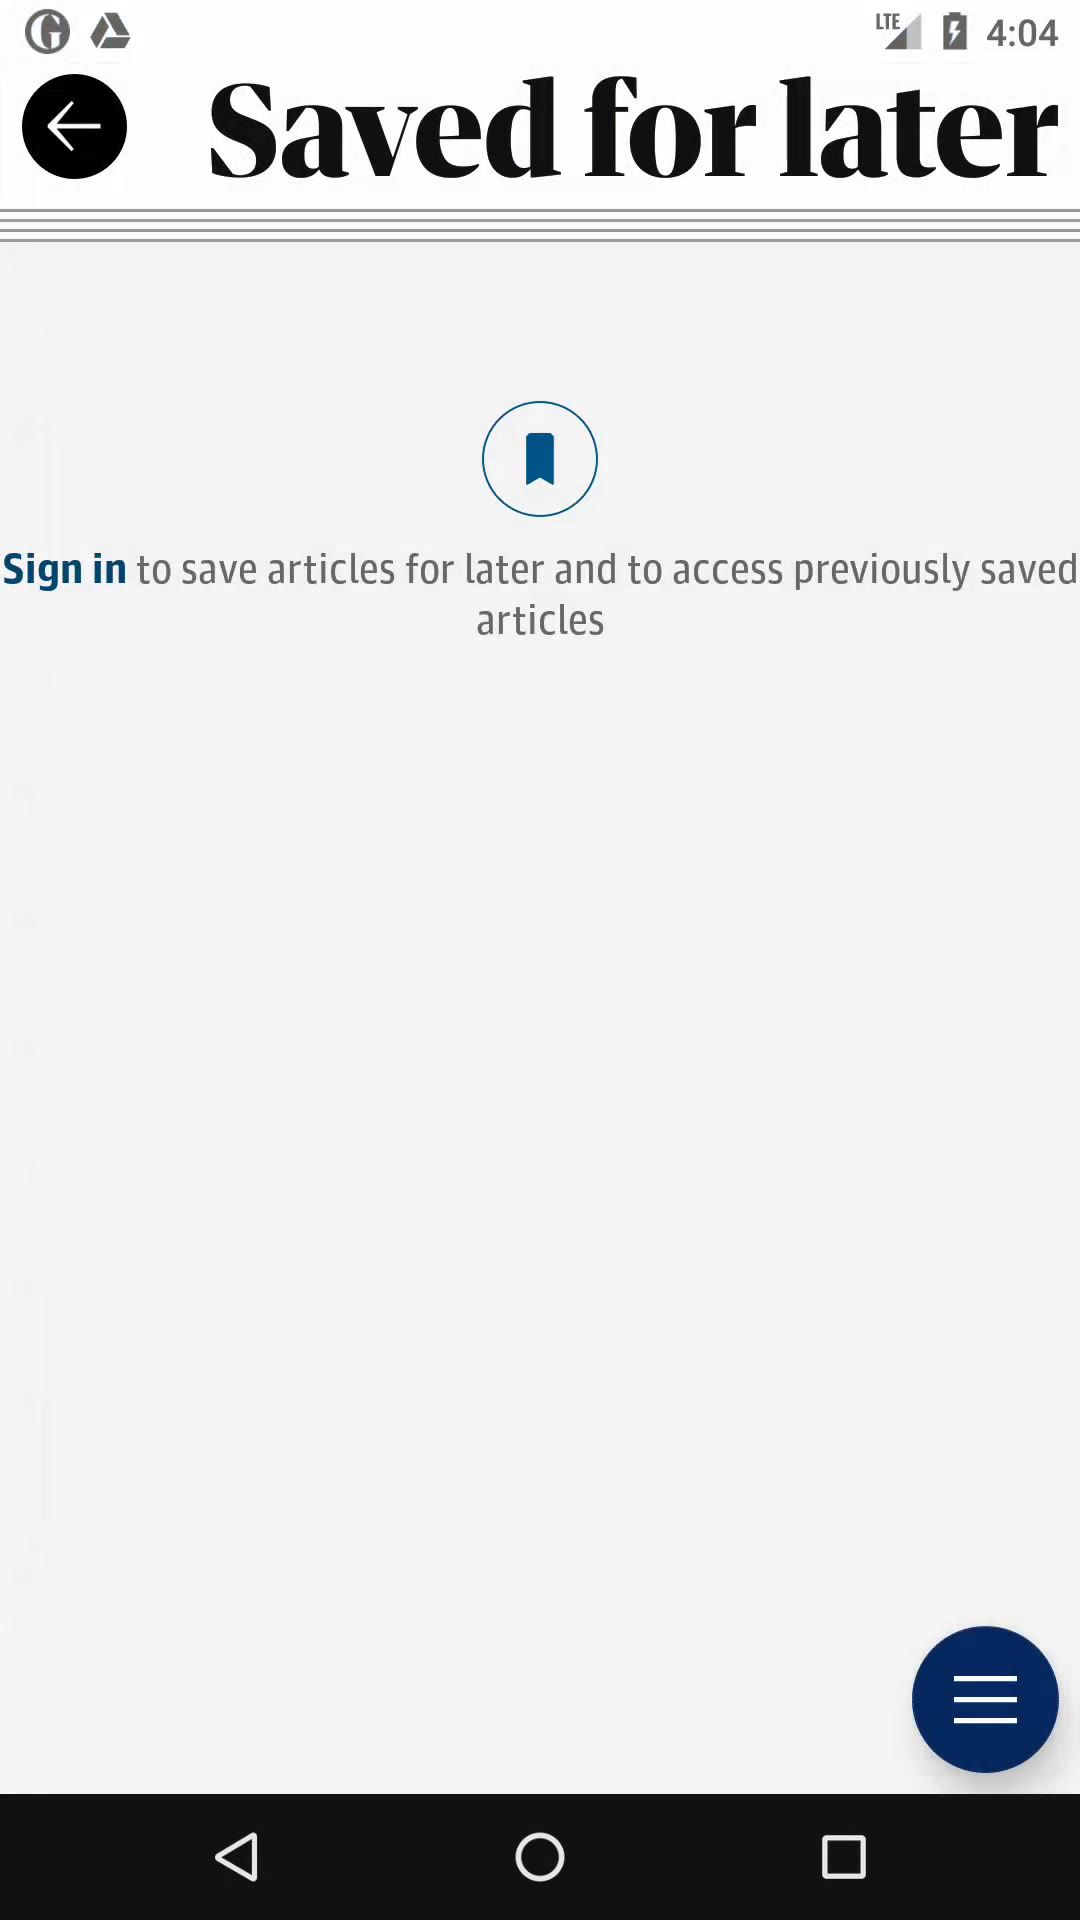 LTE 4:04
Saved for later
Sign in to save articles for later and to access previously saved
articles